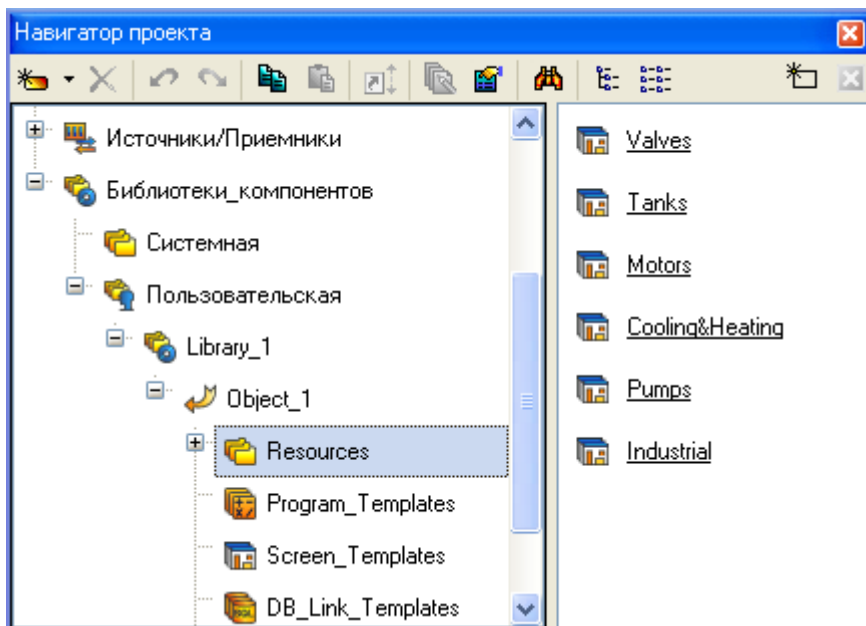 Навигатор проекта
Источники/Приемники
Библиотеки_компонентов
Системная
Пользовательская
Library_1
Object_1
Resources
Program_Templates
Screen_Templates
DB_Link_Templates
Valves
Tanks
Motors
Cooling&Heating
Pumps
Industrial